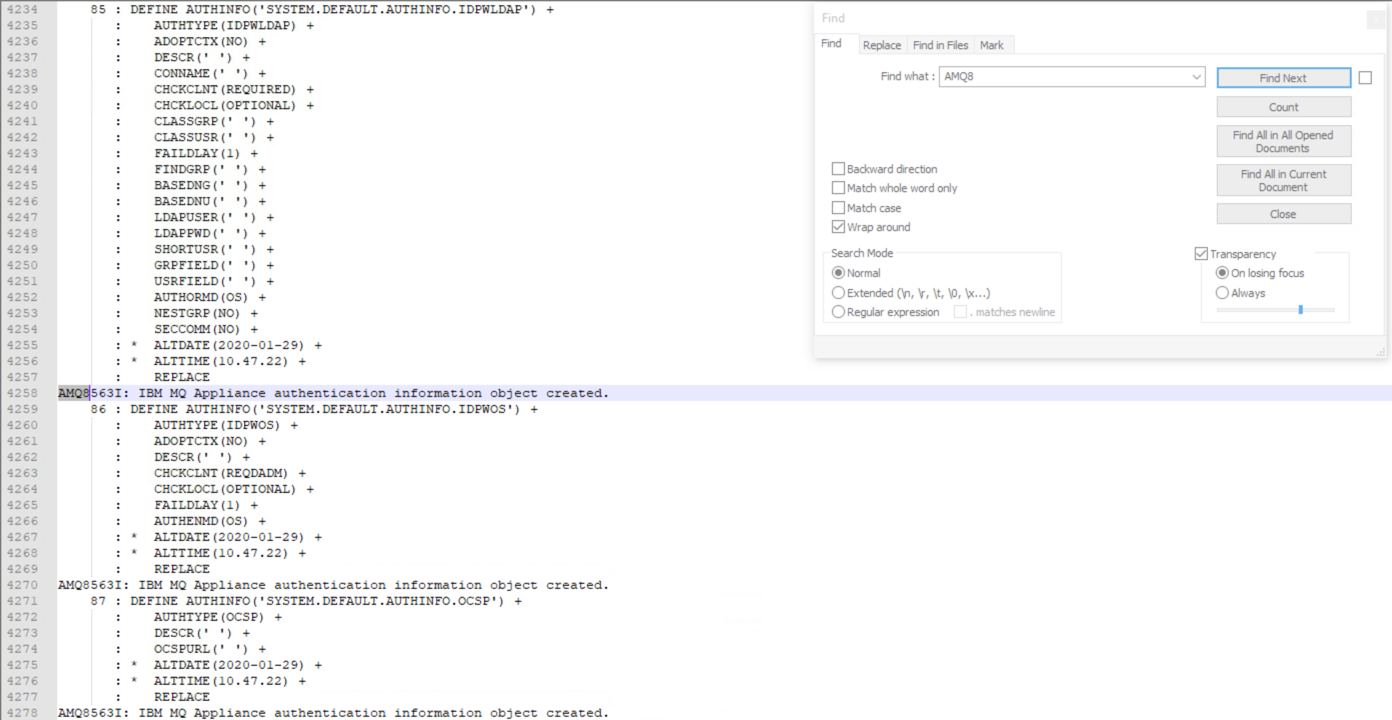 4234 85 : DEFINE AUTHINFO('SYSTEM.DEFAULT.AUTHINFO.IDPWLDAP') +
4235 : AUTHTYPE(IDPWLDAP) +
4236 : ADOPTCTX(NO) +
4237 : DESCR(' ') +
4238 : CONNAME(' ') +
4239 : CHCKCLNT(REQUIRED) +
4240 : CHCKLOCL(OPTIONAL) +
4241 : CLASSGRP(' ') +
4242 : CLASSUSR(' ') +
4243 : FAILDLAY(1) +
4244 : FINDGRP(' ') +
4245 : BASEDNG(' ') +
4246 : BASEDNU(' ') +
4247 : LDAPUSER(' ') +
4248 : LDAPPWD(' ') +
4249 : SHORTUSR(' ') +
4250 : GRPFIELD(' ') +
4251 : USRFIELD(' ') +
4252 : AUTHORMD(OS) +
4253 : NESTGRP(NO) +
4254 : SECCOMM(NO) +
4255 : * ALTDATE(2020-01-29) +
4256 : * ALTTIME(10.47.22) +
4257 : REPLACE
4258 AMQ8563I: IBM MQ Appliance authentication information object created.
4259 86 : DEFINE AUTHINFO('SYSTEM.DEFAULT.AUTHINFO.IDPWOS') +
4260 : AUTHTYPE(IDPWOS) +
4261 : ADOPTCTX(NO) +
4262 : DESCR(' ') +
4263 : CHCKCLNT(REQDADM) +
4264 : CHCKLOCL(OPTIONAL) +
4265 : FAILDLAY(1) +
4266 : AUTHENMD(OS) +
4267 : * ALTDATE(2020-01-29) +
4268 : * ALTTIME(10.47.22) +
4269 : REPLACE
4270 AMQ8563I: IBM MQ Appliance authentication information object created.
4271 87 : DEFINE AUTHINFO('SYSTEM.DEFAULT.AUTHINFO.OCSP') +
4272 : AUTHTYPE(OCSP) +
4273 : DESCR(' ') +
4274 : OCSPURL(' ') +
4275 : * ALTDATE(2020-01-29) +
4276 : * ALTTIME(10.47.22) +
4277 : REPLACE
4278 AMQ8563I: IBM MQ Appliance authentication information object created.
Find
Find Replace Find in Files Mark
Find what : AMQ8
Find Next
Count
Find All in All Opened
Documents
Find All in Current
Document
Close
Backward direction
Match whole word only
Match case
Wrap around
Search Mode
Normal
Extended (\n, \r, \t, \0, \x...)
Regular expression . matches newline
Transparency
On losing focus
Always